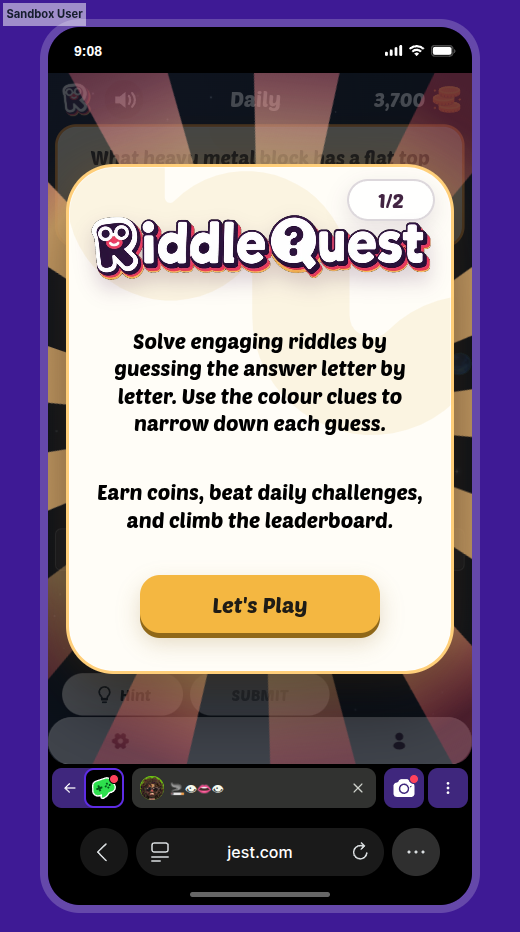 Sandbox User
9:08
Daily
3,700
What heavy metal block has a flat top
1/2
Riddle Quest
Solve engaging riddles by
guessing the answer letter by
letter. Use the colour clues to
narrow down each guess.
Earn coins, beat daily challenges,
and climb the leaderboard.
Let's Play
Hint
SUBMIT
jest.com